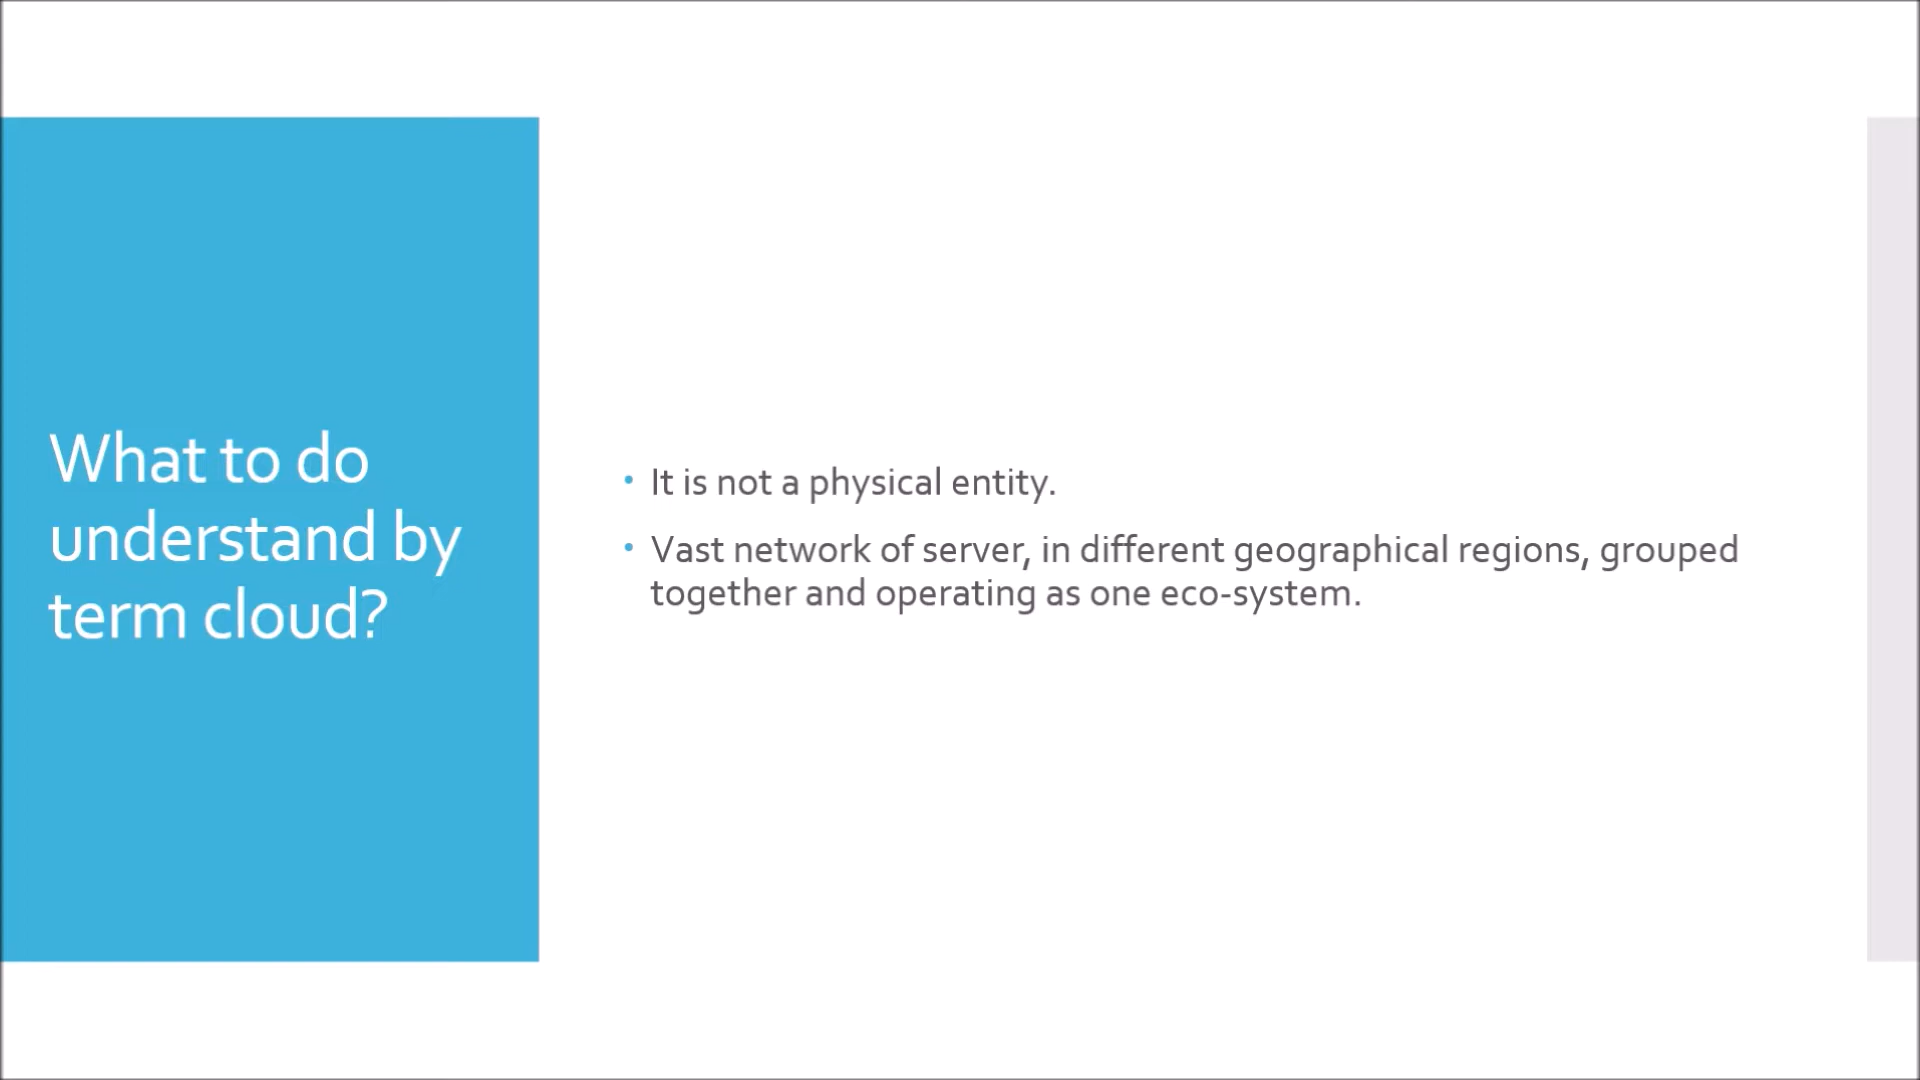 What to do
understand by
term cloud?
• It is not a physical entity.
• Vast network of server, in different geographical regions, grouped
together and operating as one eco-system.